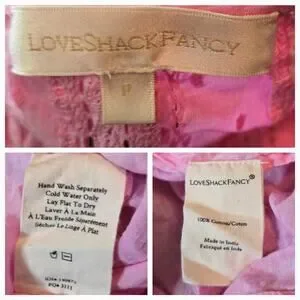 LOVESHACKFANCY
P
Hand Wash Separately
Cold Water Only
Lay Flat To Dry
Laver À La Main
À L'Eau Froide Séparément
Sécher Le Linge À Plat
LOVESHACKFANCY®
100% Cotton/Coton
Made in India
Fabriqué en Inde